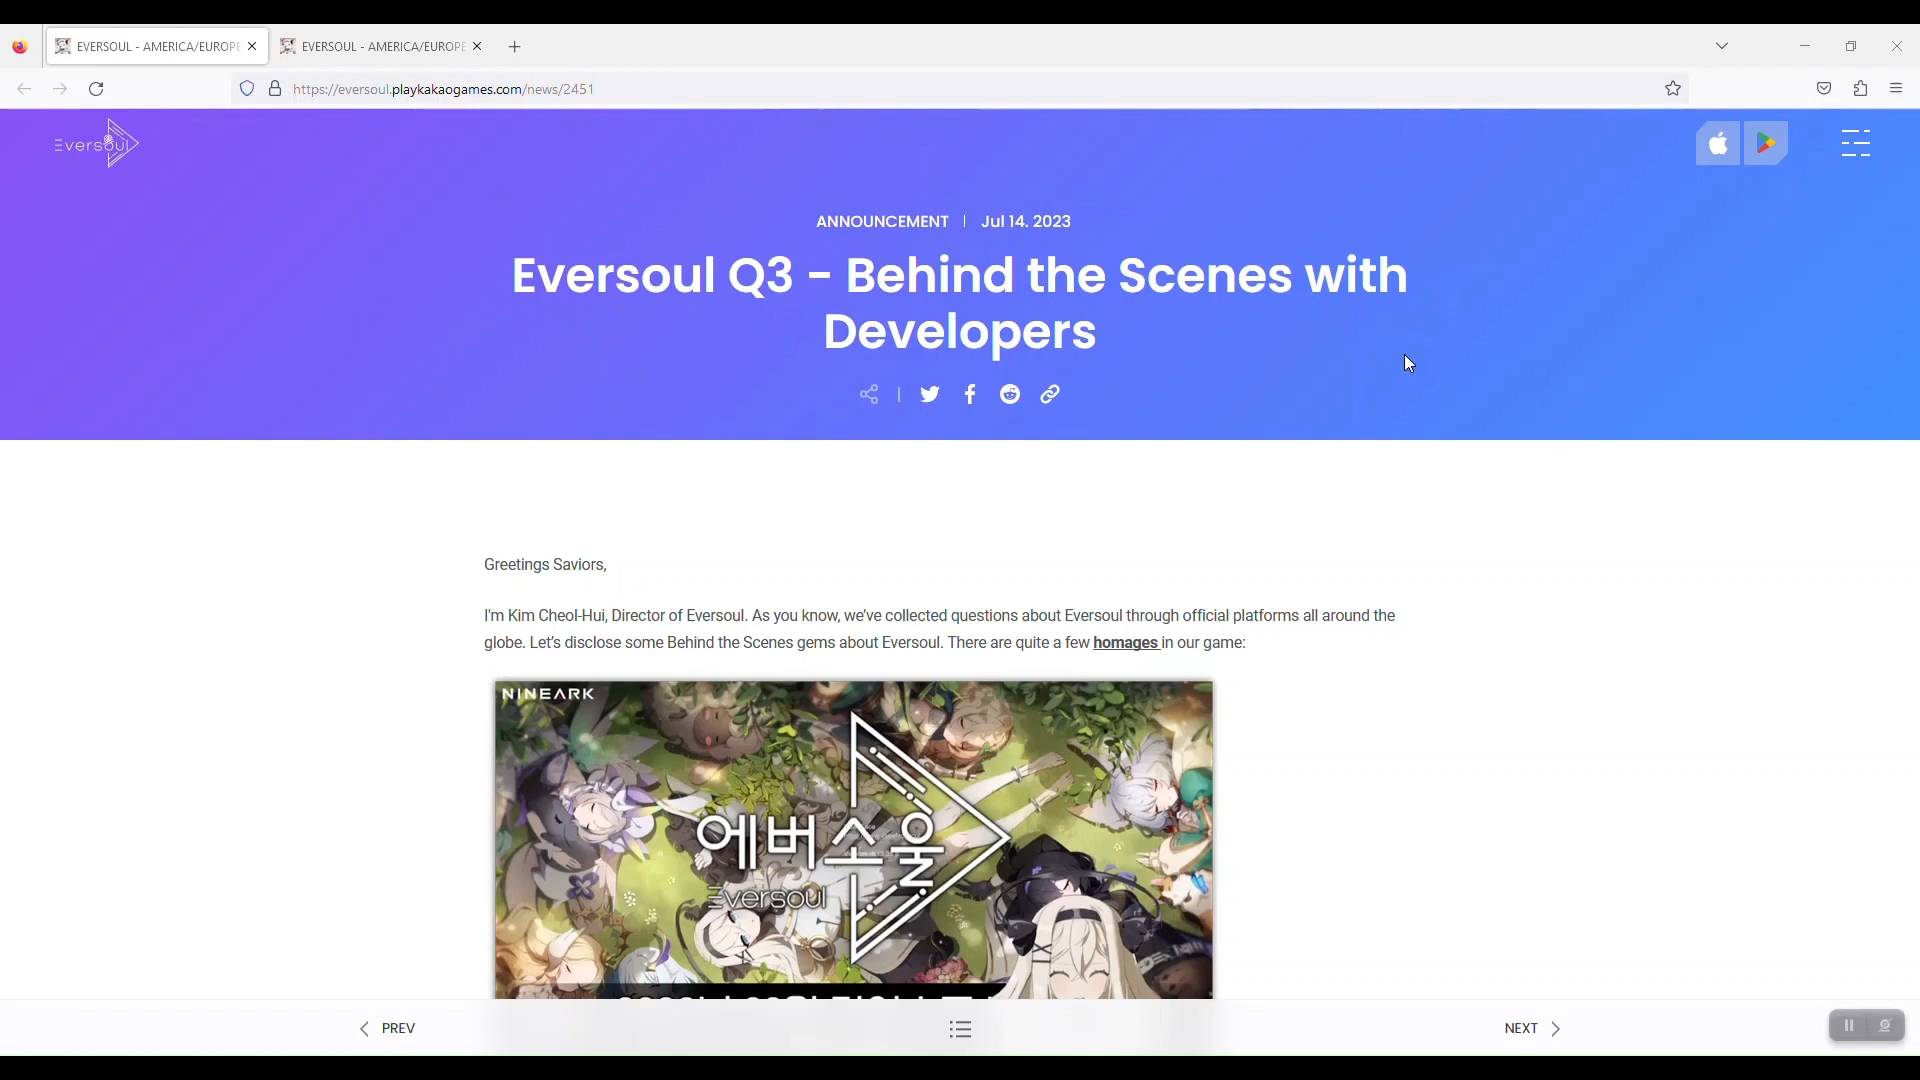 EVERSOUL - AMERICA/EUROPE
EVERSOUL - AMERICA/EUROPE
https://eversoul.playkakaogames.com/news/2451
Eversoul
ANNOUNCEMENT | Jul 14. 2023
Eversoul Q3 - Behind the Scenes with
Developers
Greetings Saviors,
I'm Kim Cheol-Hui, Director of Eversoul. As you know, we've collected questions about Eversoul through official platforms all around the
globe. Let's disclose some Behind the Scenes gems about Eversoul. There are quite a few homages in our game:
NINEARK
에버소울
Eversoul
PREV
NEXT